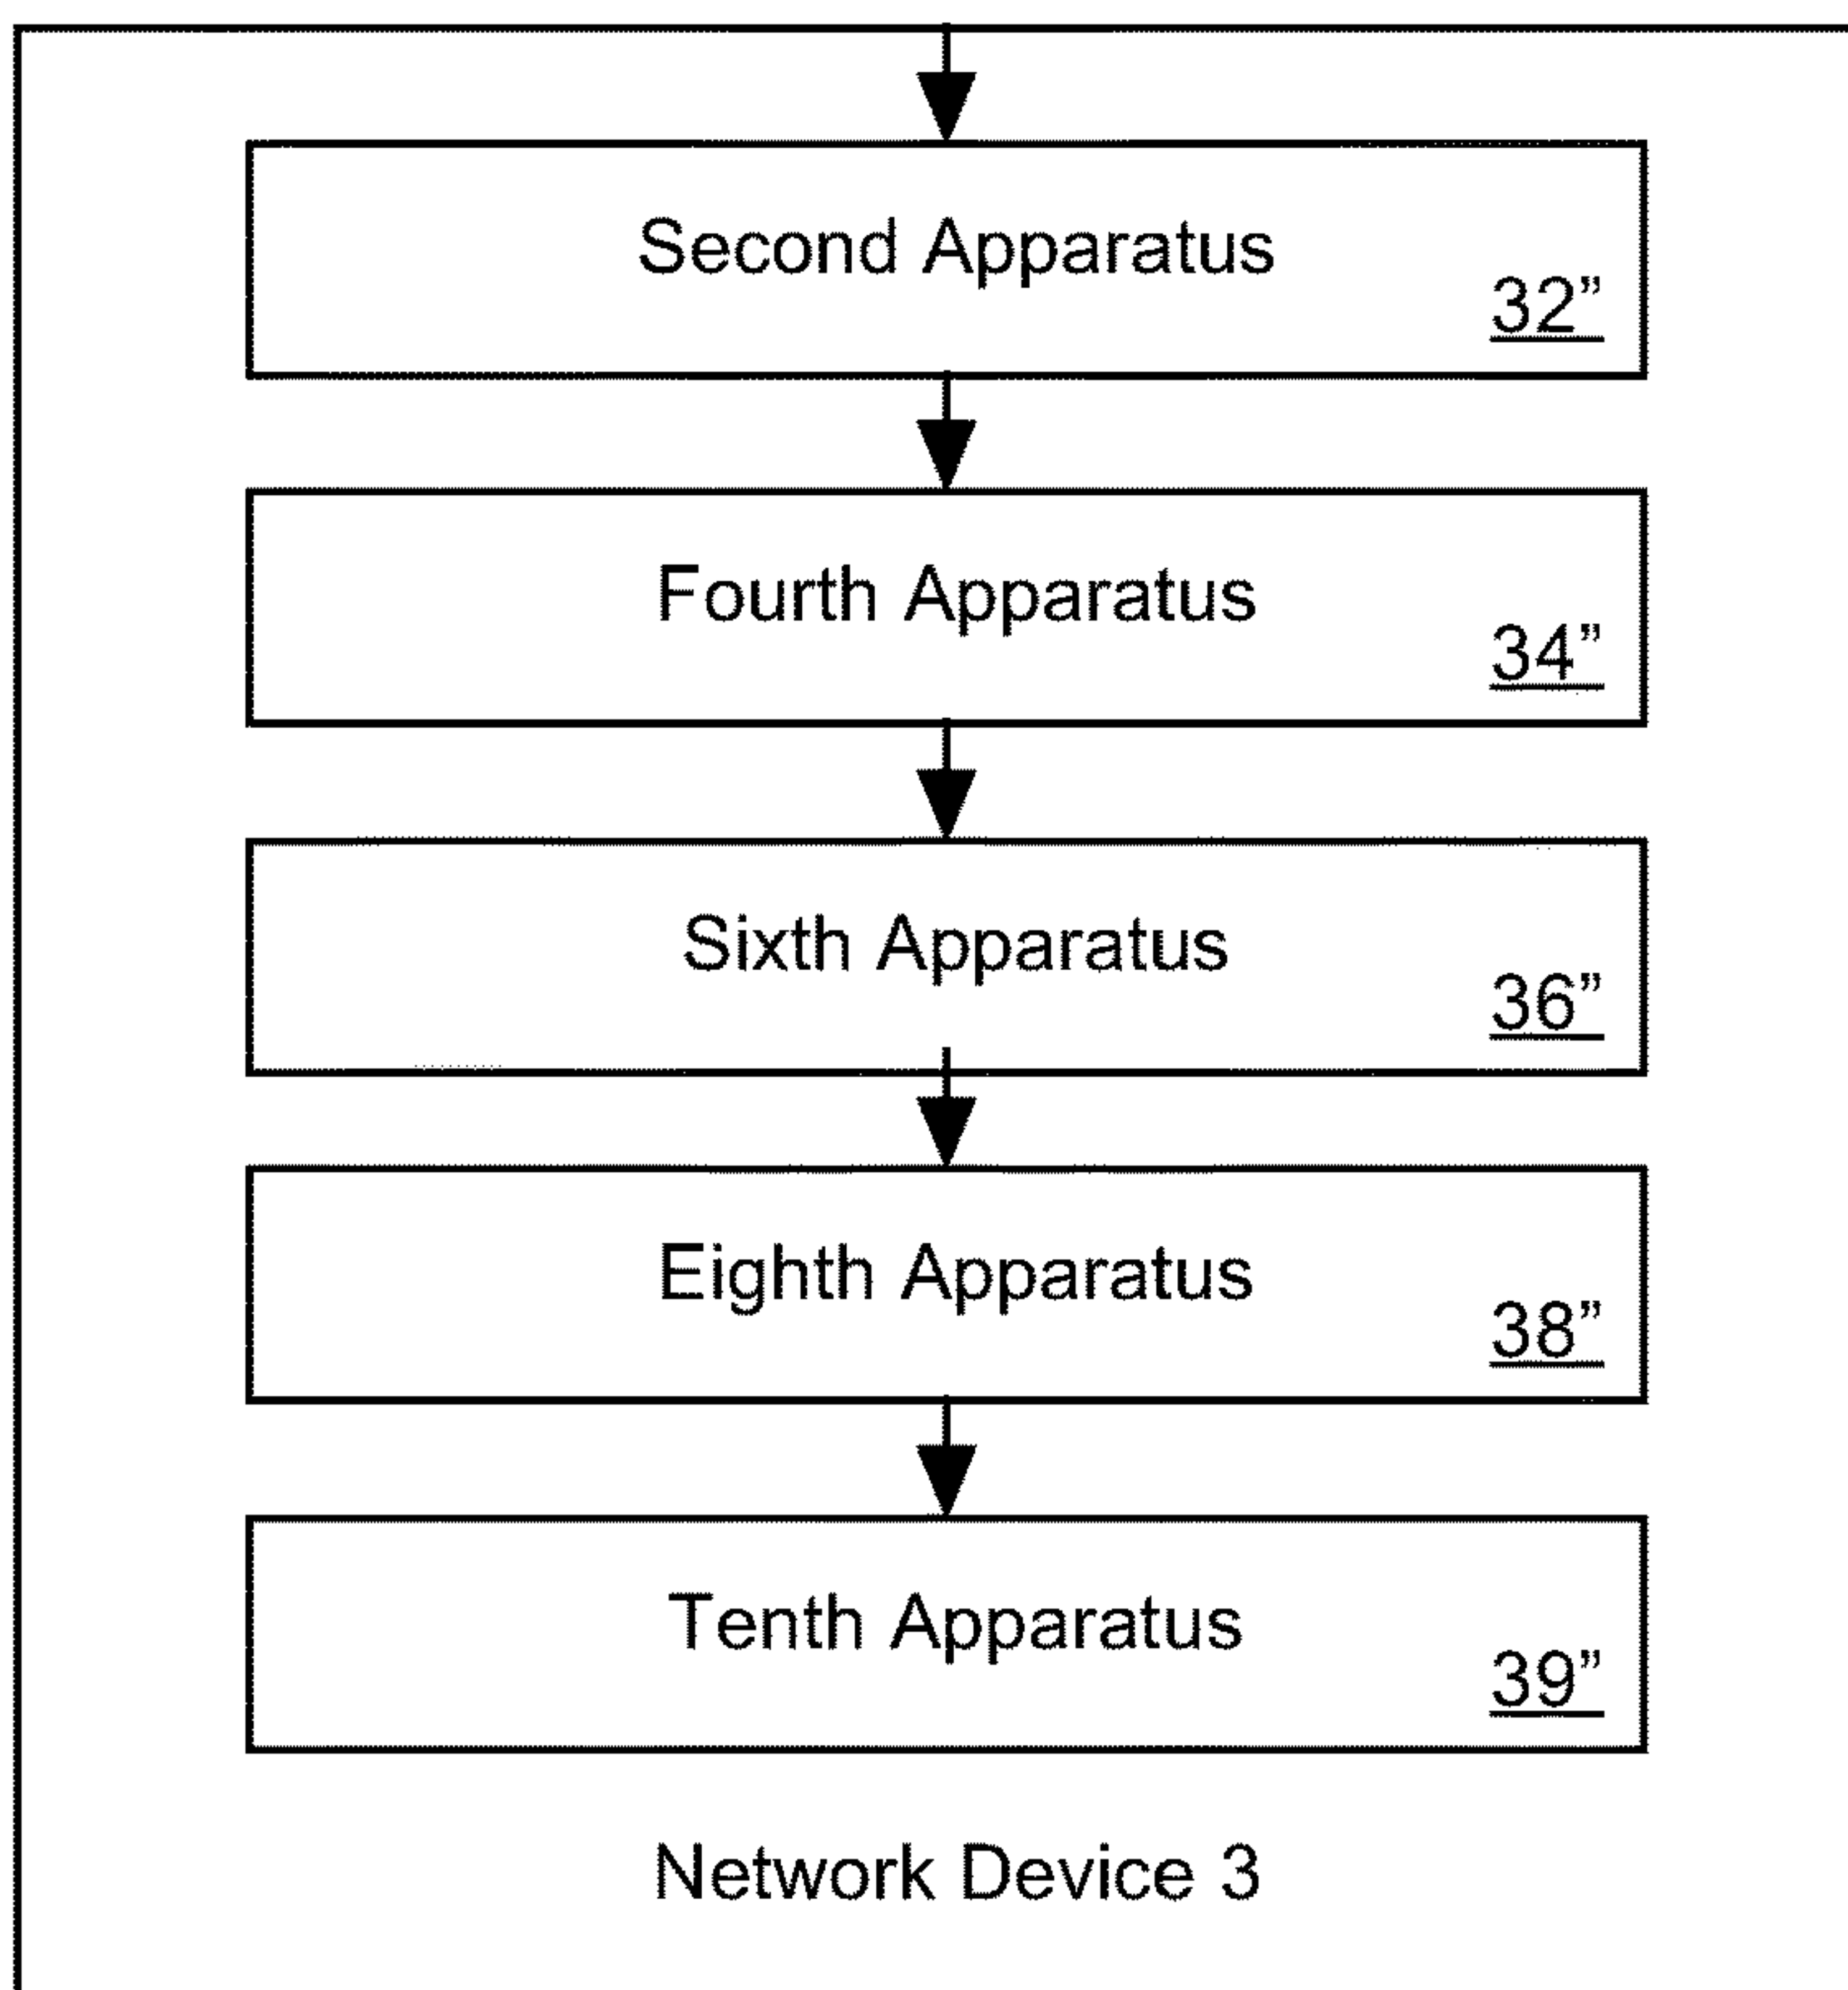 Second Apparatus
32”
Fourth Apparatus
34”
Sixth Apparatus
36”
Eighth Apparatus
38”
Tenth Apparatus
39”
Network Device 3